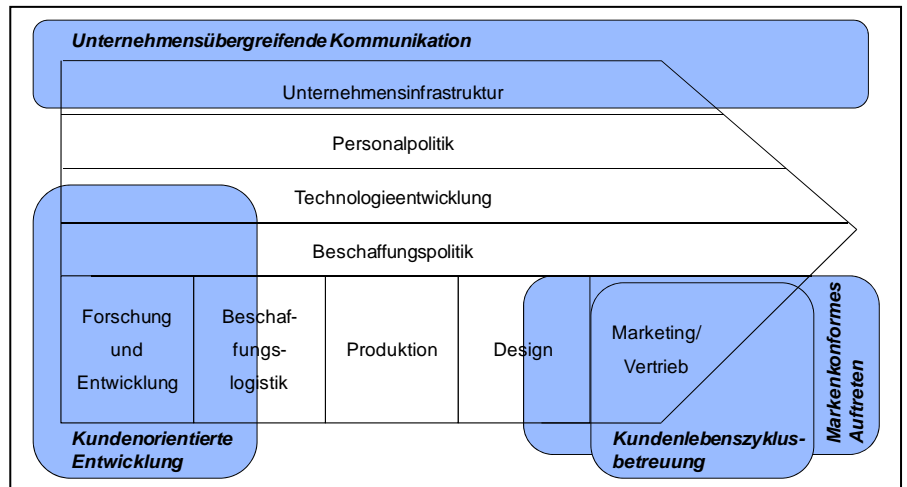 Unternehmensübergreifende Kommunikation
Unternehmensinfrastruktur
Personalpolitik
Technologieentwicklung
Beschaffungspolitik
Forschung
und
Entwicklung
Beschaf-
fungs-
logistik
Produktion
Design
Marketing/
Vertrieb
Markenkonformes
Auftreten
Kundenorientierte
Entwicklung
Kundenlebenszyklus-
betreuung